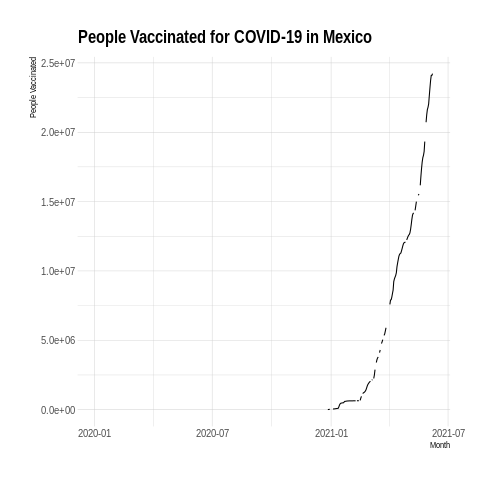 People Vaccinated for COVID-19 in Mexico
People Vaccinated
2.5e+07
2.0e+07
1.5e+07
1.0e+07
5.0e+06
0.0e+00
2020-01 2020-07 2021-01 2021-07
Month